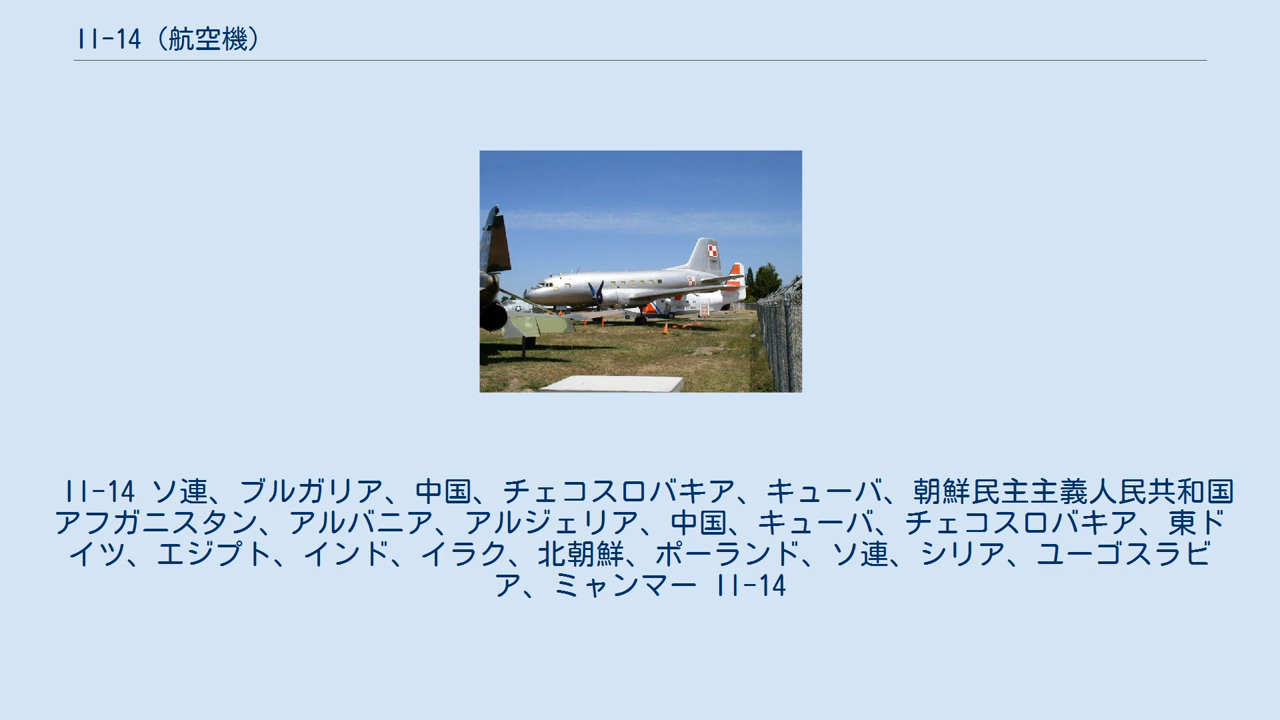 Il-14（航空機）
Il-14 ソ連、ブルガリア、中国、チェコスロバキア、キューバ、朝鮮民主主義人民共和国
アフガニスタン、アルバニア、アルジェリア、中国、キューバ、チェコスロバキア、東ド
イツ、エジプト、インド、イラク、北朝鮮、ポーランド、ソ連、シリア、ユーゴスラビ
ア、ミャンマー Il-14